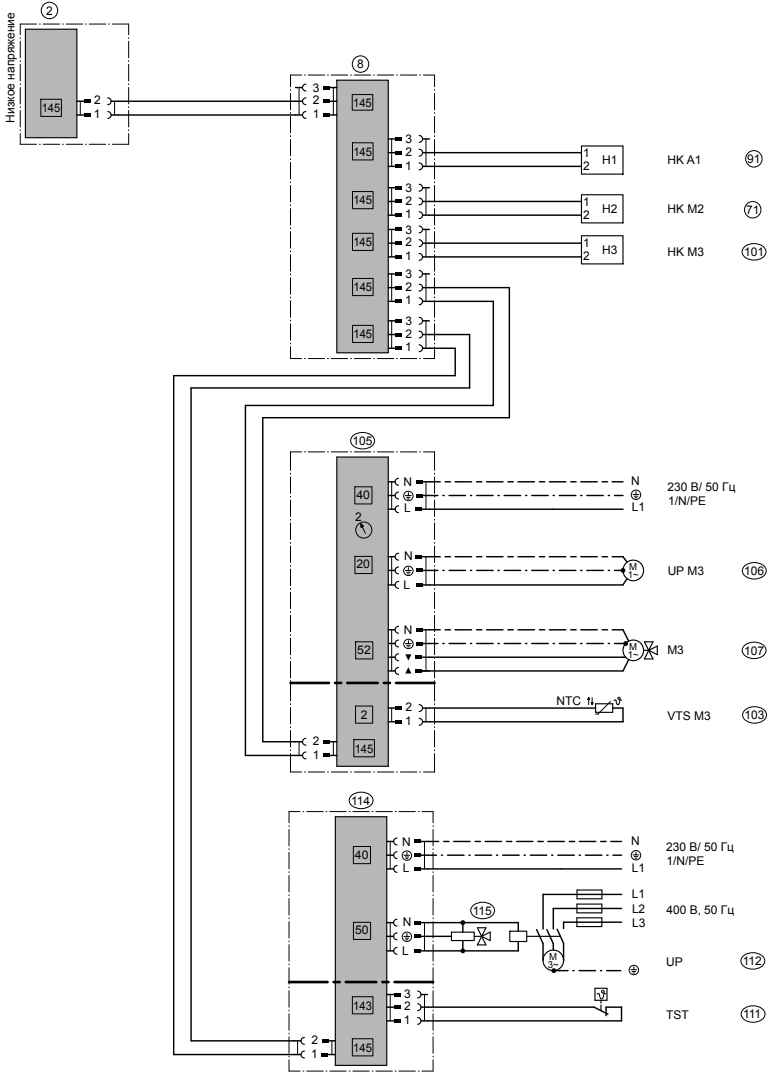 2
Низкое напряжение
145
2
1
8
3
2
1
145
145
3
2
1
1
2
H1
HK A1
91
145
3
2
1
1
2
H2
HK M2
71
145
3
2
1
1
2
H3
HK M3
101
145
3
2
1
145
3
2
1
105
40
N
L
N
L1
230 В/ 50 Гц
1/N/PE
2
20
N
L
M
1~
UP M3
106
52
N
▼
▲
M
1~
M3
107
2
2
1
NTC
ϑ
VTS M3
103
2
1
145
114
40
N
L
N
L1
230 В/ 50 Гц
1/N/PE
50
N
L
115
L1
L2
L3
400 В, 50 Гц
M
3~
UP
112
143
3
2
1
ϑ
TST
111
2
1
145